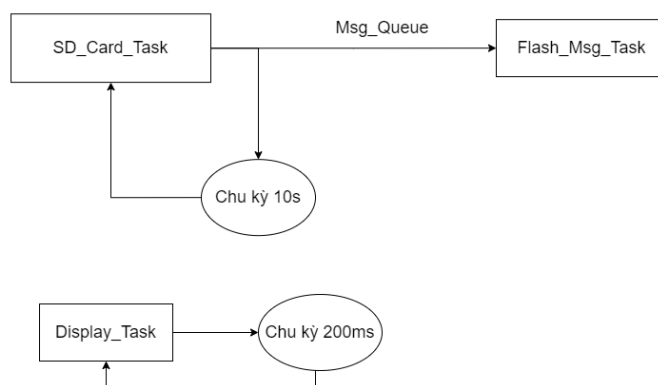 SD_Card_Task
Msg_Queue
Flash_Msg_Task
Chu kỳ 10s
Display_Task
Chu kỳ 200ms